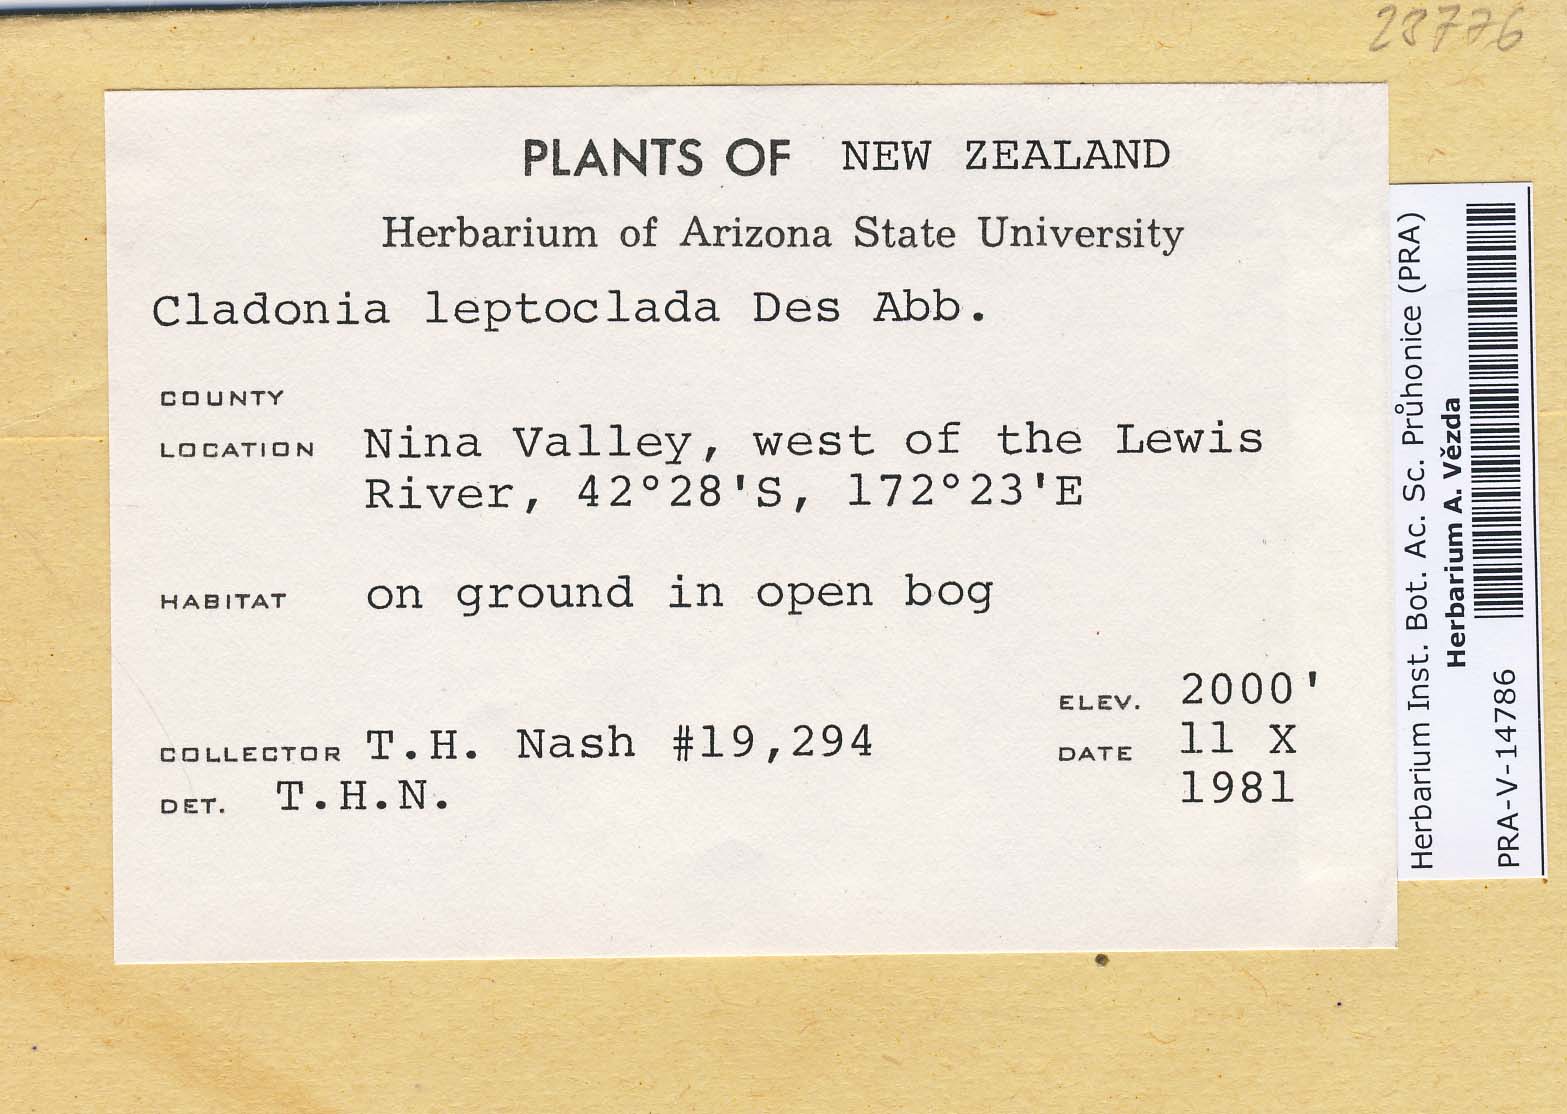 23776
PLANTS OF NEW ZEALAND
Herbarium of Arizona State University
Cladonia leptoclada Des Abb.
COUNTY
LOCATION Nina Valley, west of the Lewis
River, 42°28'S, 172°23'E
HABITAT on ground in open bog
ELEV. 2000'
COLLECTOR T.H. Nash #19,294
DATE 11 X
1981
DET. T.H.N.
Herbarium Inst. Bot. Ac. Sc. Průhonice (PRA)
Herbarium A. Vězda
PRA-V-14786